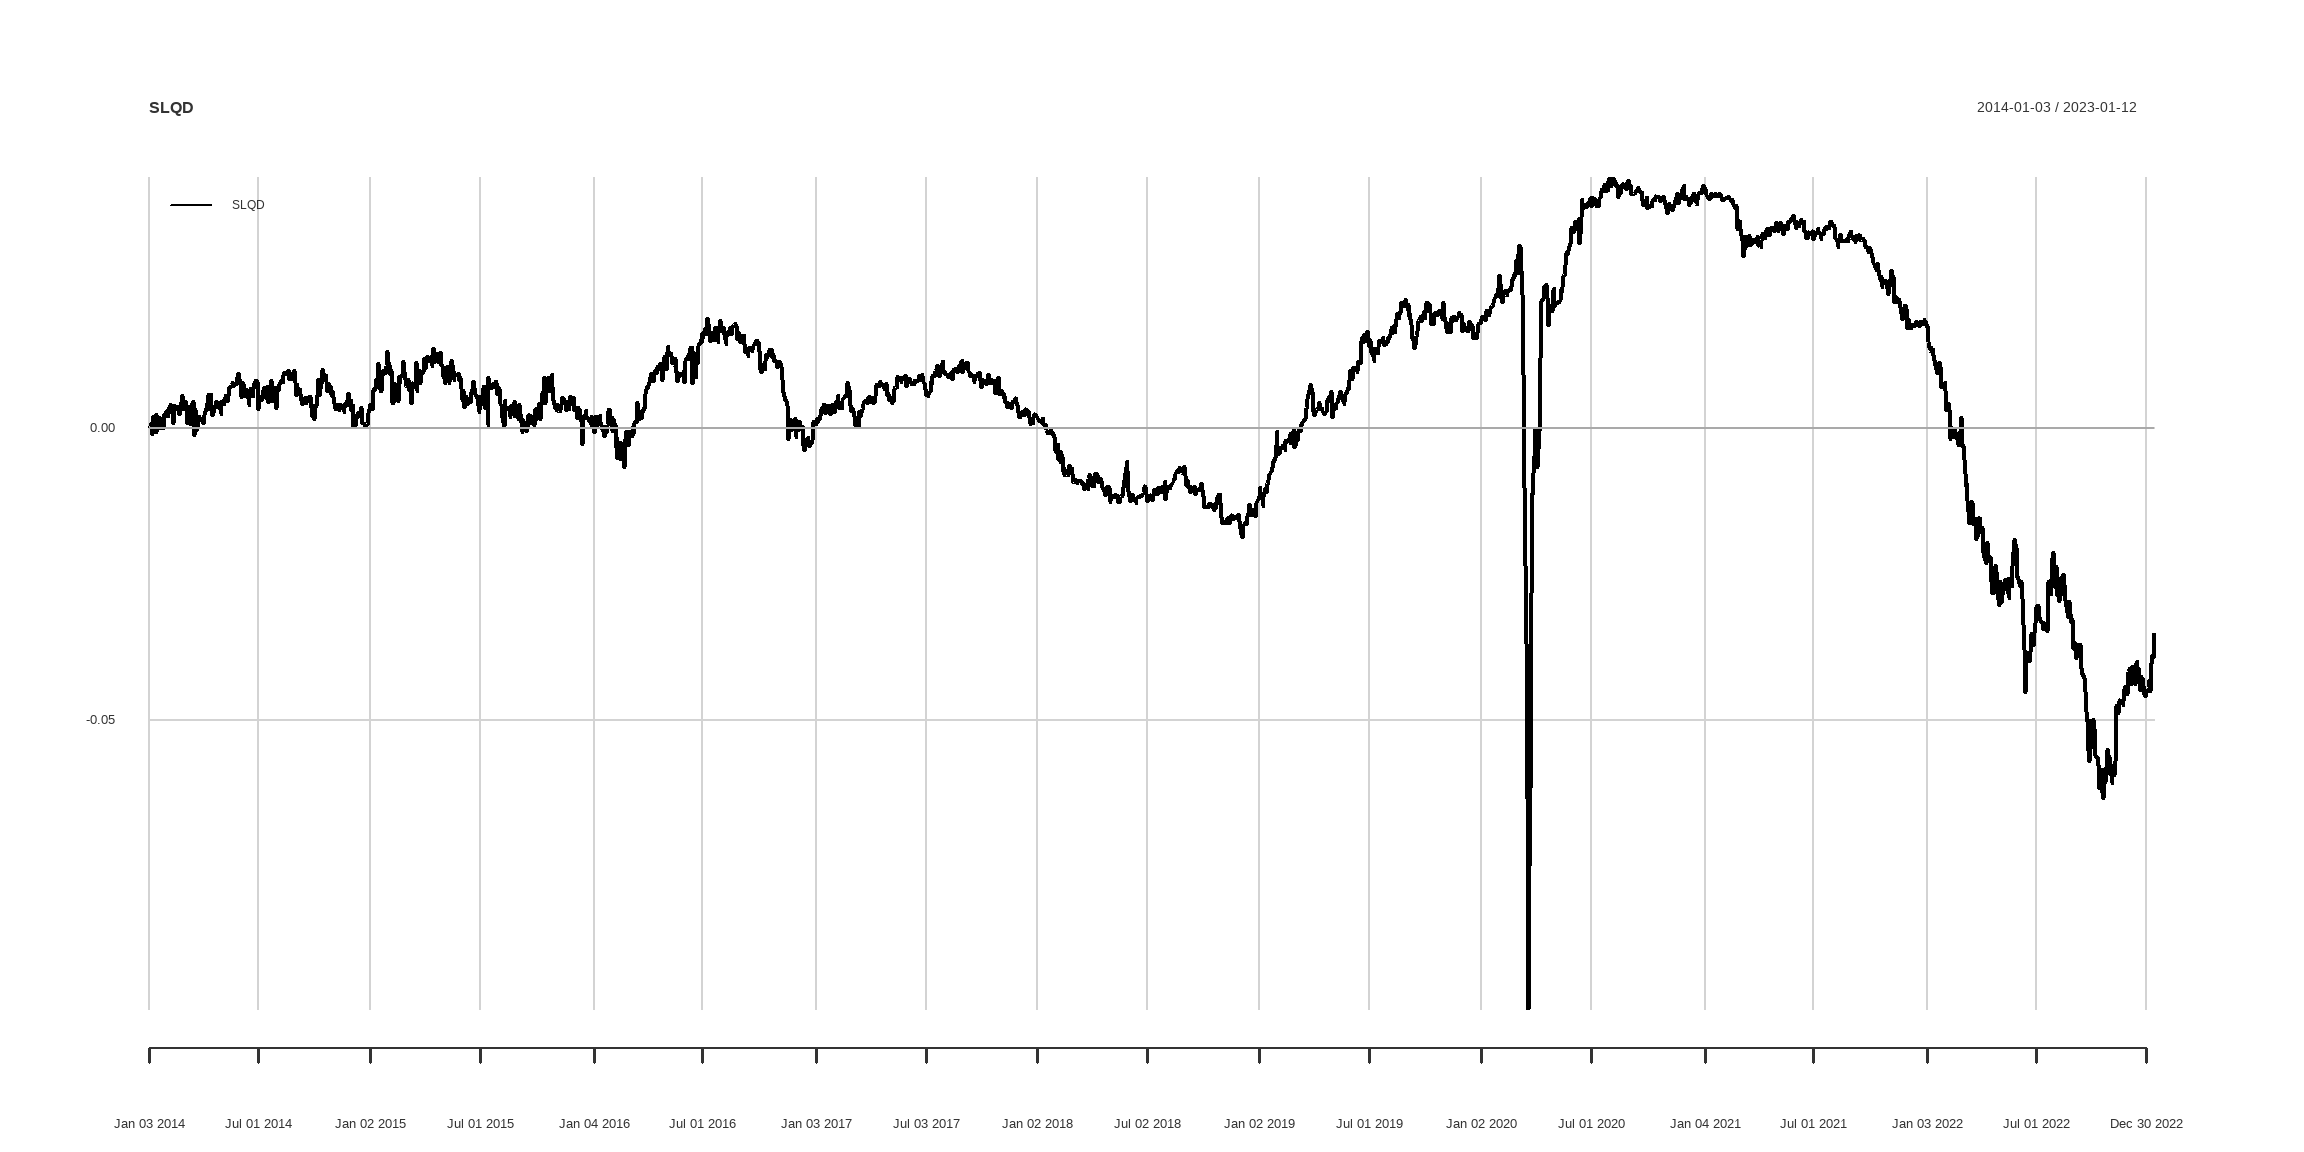 SLQD
2014-01-03 / 2023-01-12
SLQD
0.00
-0.05
Jan 03 2014
Jul 01 2014
Jan 02 2015
Jul 01 2015
Jan 04 2016
Jul 01 2016
Jan 03 2017
Jul 03 2017
Jan 02 2018
Jul 02 2018
Jan 02 2019
Jul 01 2019
Jan 02 2020
Jul 01 2020
Jan 04 2021
Jul 01 2021
Jan 03 2022
Jul 01 2022
Dec 30 2022